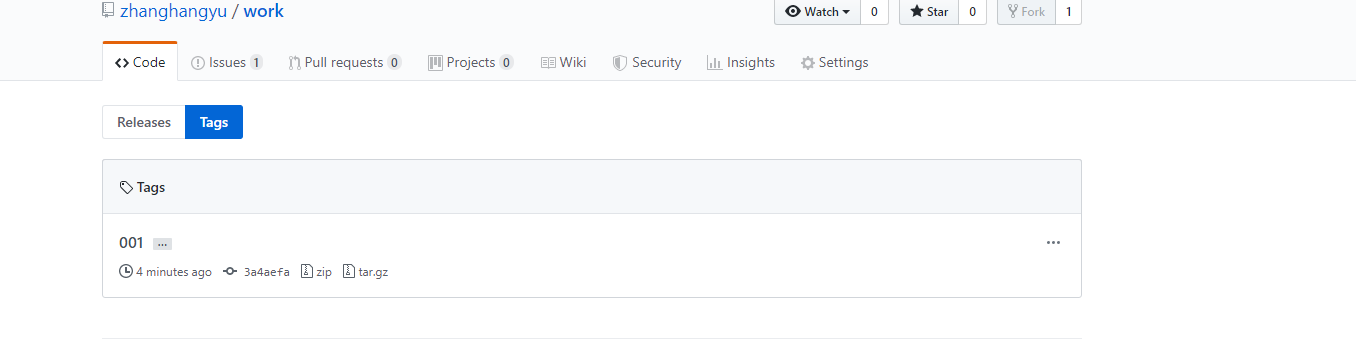 zhanghangyu / work
Watch 0 Star 0 Fork 1
Code Issues 1 Pull requests 0 Projects 0 Wiki Security Insights Settings
Releases Tags
Tags
001 ...
4 minutes ago 3a4aefa zip tar.gz